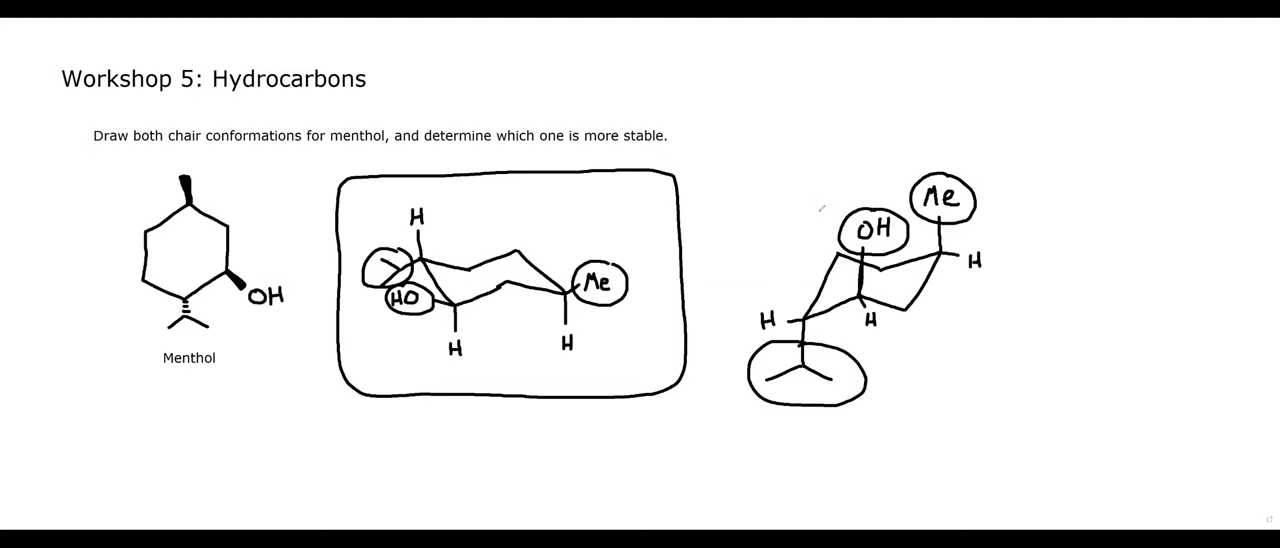 Workshop 5: Hydrocarbons
Draw both chair conformations for menthol, and determine which one is more stable.
OH
Menthol
H
HO
Me
H
H
Me
OH
H
H
H